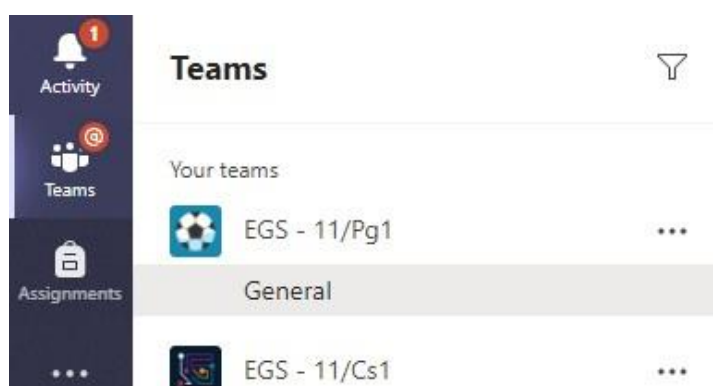 1
Activity
@
Teams
Assignments
...
Teams
Your teams
EGS - 11/Pg1 ...
General
EGS - 11/Cs1 ...